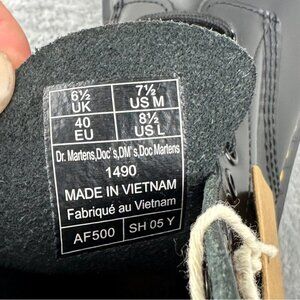 6½ UK 7½ US M
40 EU 8½ US L
Dr. Martens,Doc's,DM's,Doc Martens
1490
MADE IN VIETNAM
Fabriqué au Vietnam
AF500 SH 05 Y